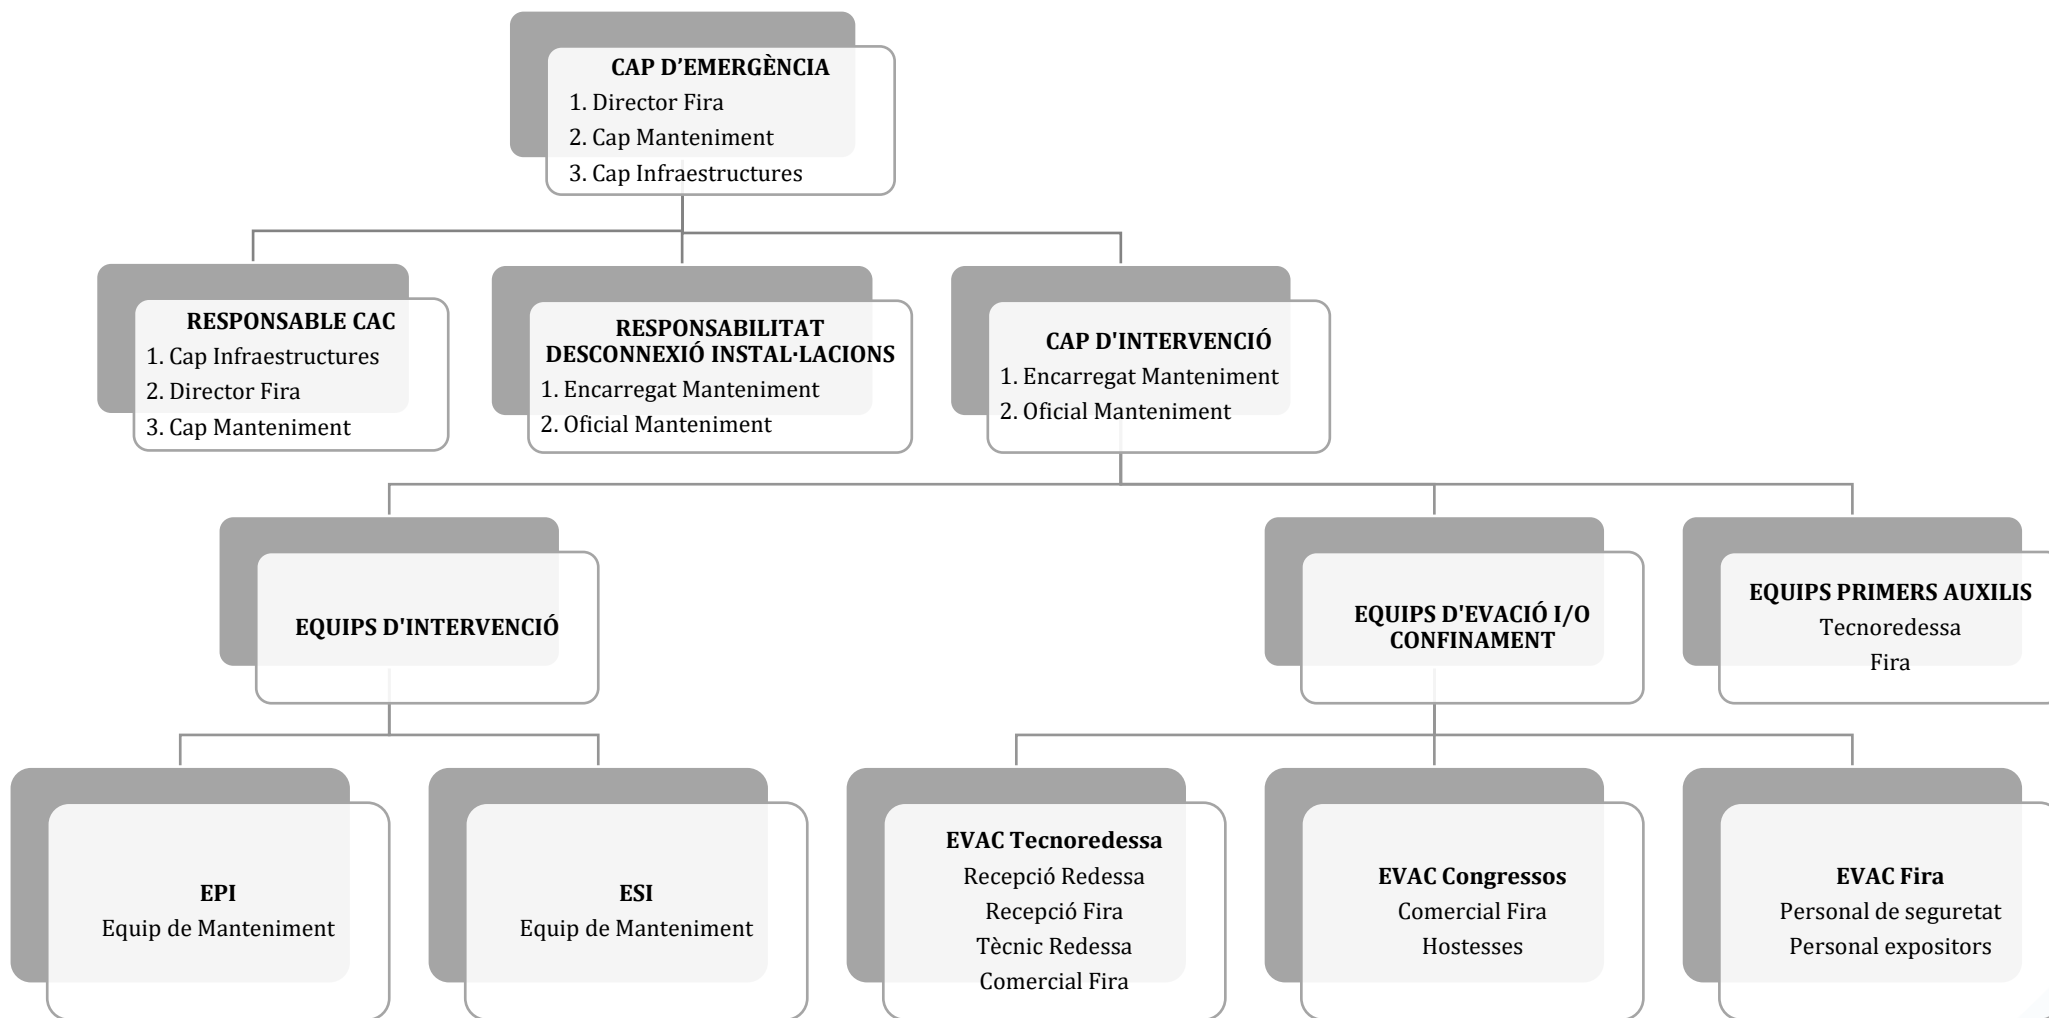 CAP D’EMERGÈNCIA
1. Director Fira
2. Cap Manteniment
3. Cap Infraestructures
RESPONSABLE CAC
1. Cap Infraestructures
2. Director Fira
3. Cap Manteniment
RESPONSABILITAT
DESCONNEXIÓ INSTAL·LACIONS
1. Encarregat Manteniment
2. Oficial Manteniment
CAP D'INTERVENCIÓ
1. Encarregat Manteniment
2. Oficial Manteniment
EQUIPS D'INTERVENCIÓ
EQUIPS D'EVACIÓ I/O
CONFINAMENT
EQUIPS PRIMERS AUXILIS
Tecnoredessa
Fira
EPI
Equip de Manteniment
ESI
Equip de Manteniment
EVAC Tecnoredessa
Recepció Redessa
Recepció Fira
Tècnic Redessa
Comercial Fira
EVAC Congressos
Comercial Fira
Hostesses
EVAC Fira
Personal de seguretat
Personal expositors